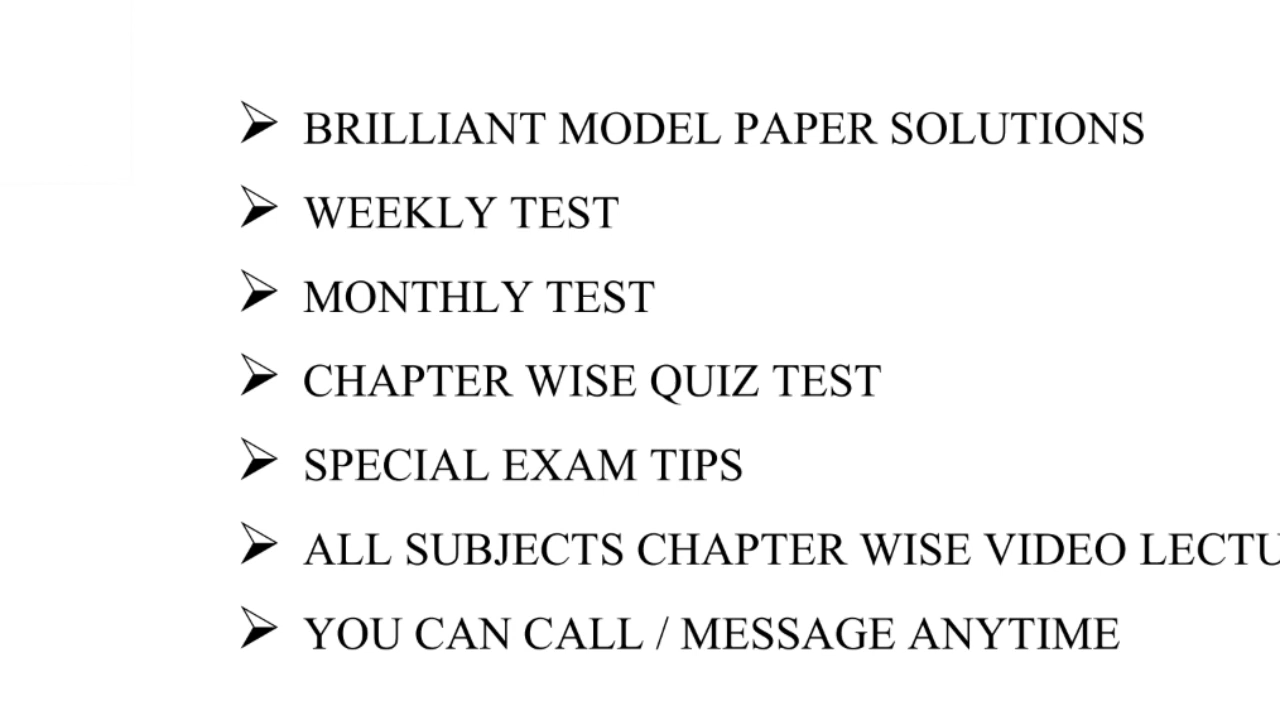 BRILLIANT MODEL PAPER SOLUTIONS
WEEKLY TEST
MONTHLY TEST
CHAPTER WISE QUIZ TEST
SPECIAL EXAM TIPS
ALL SUBJECTS CHAPTER WISE VIDEO
YOU CAN CALL / MESSAGE ANYTIME